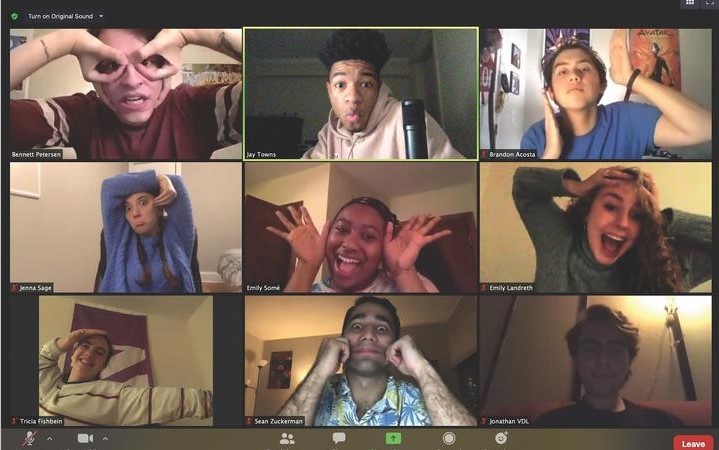 Turn on Original Sound
AVATAR
Bennett Petersen
Jay Towns
Brandon Acosta
Jenna Sage
Emily Somé
Emily Landreth
Tricia Fishbein
Sean Zuckerman
Jonathan VDL
Leave